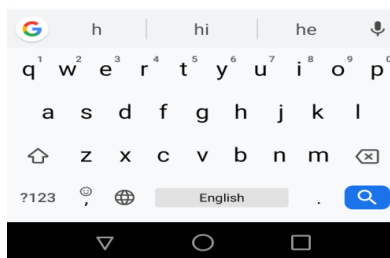 G h hi he
q1 w2 e3 r4 t5 y6 u7 i8 o9 p0
a s d f g h j k l
z x c v b n m
?123 , English .